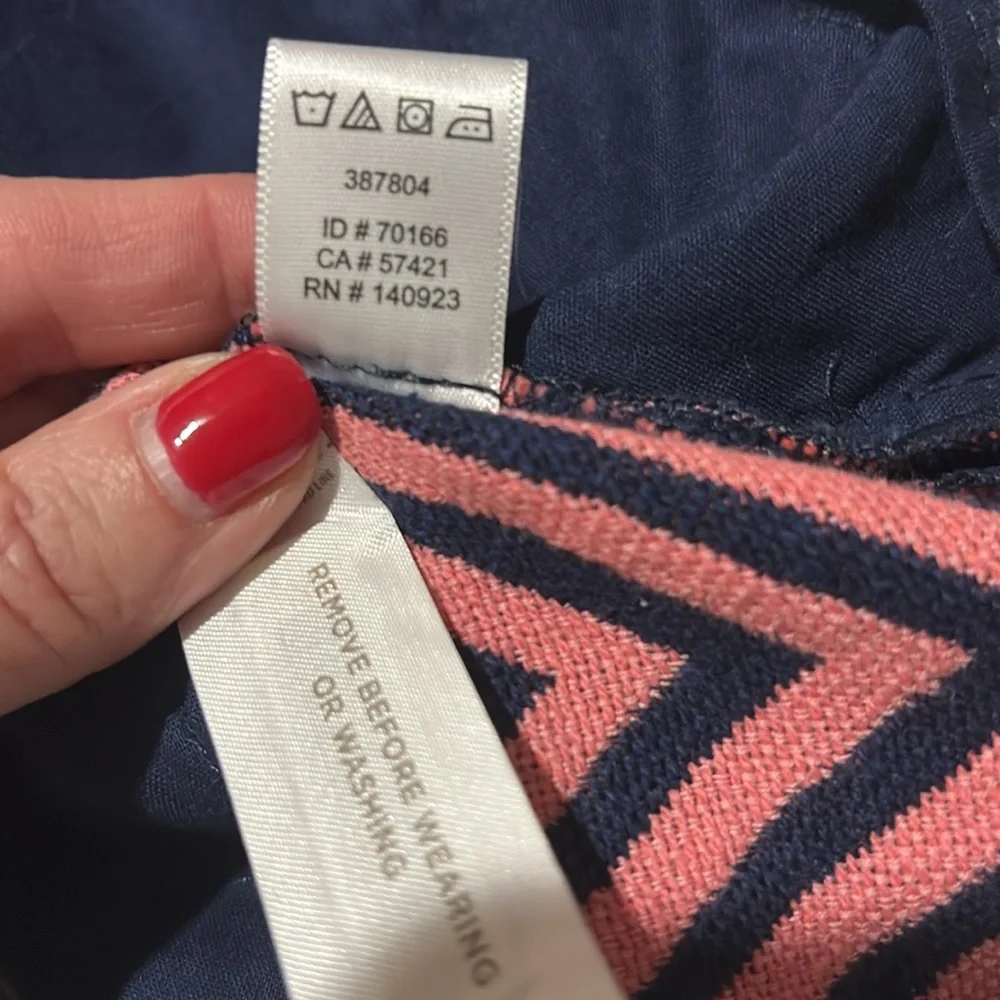 387804
ID # 70166
CA # 57421
RN # 140923
REMOVE BEFORE WEARING
OR WASHING